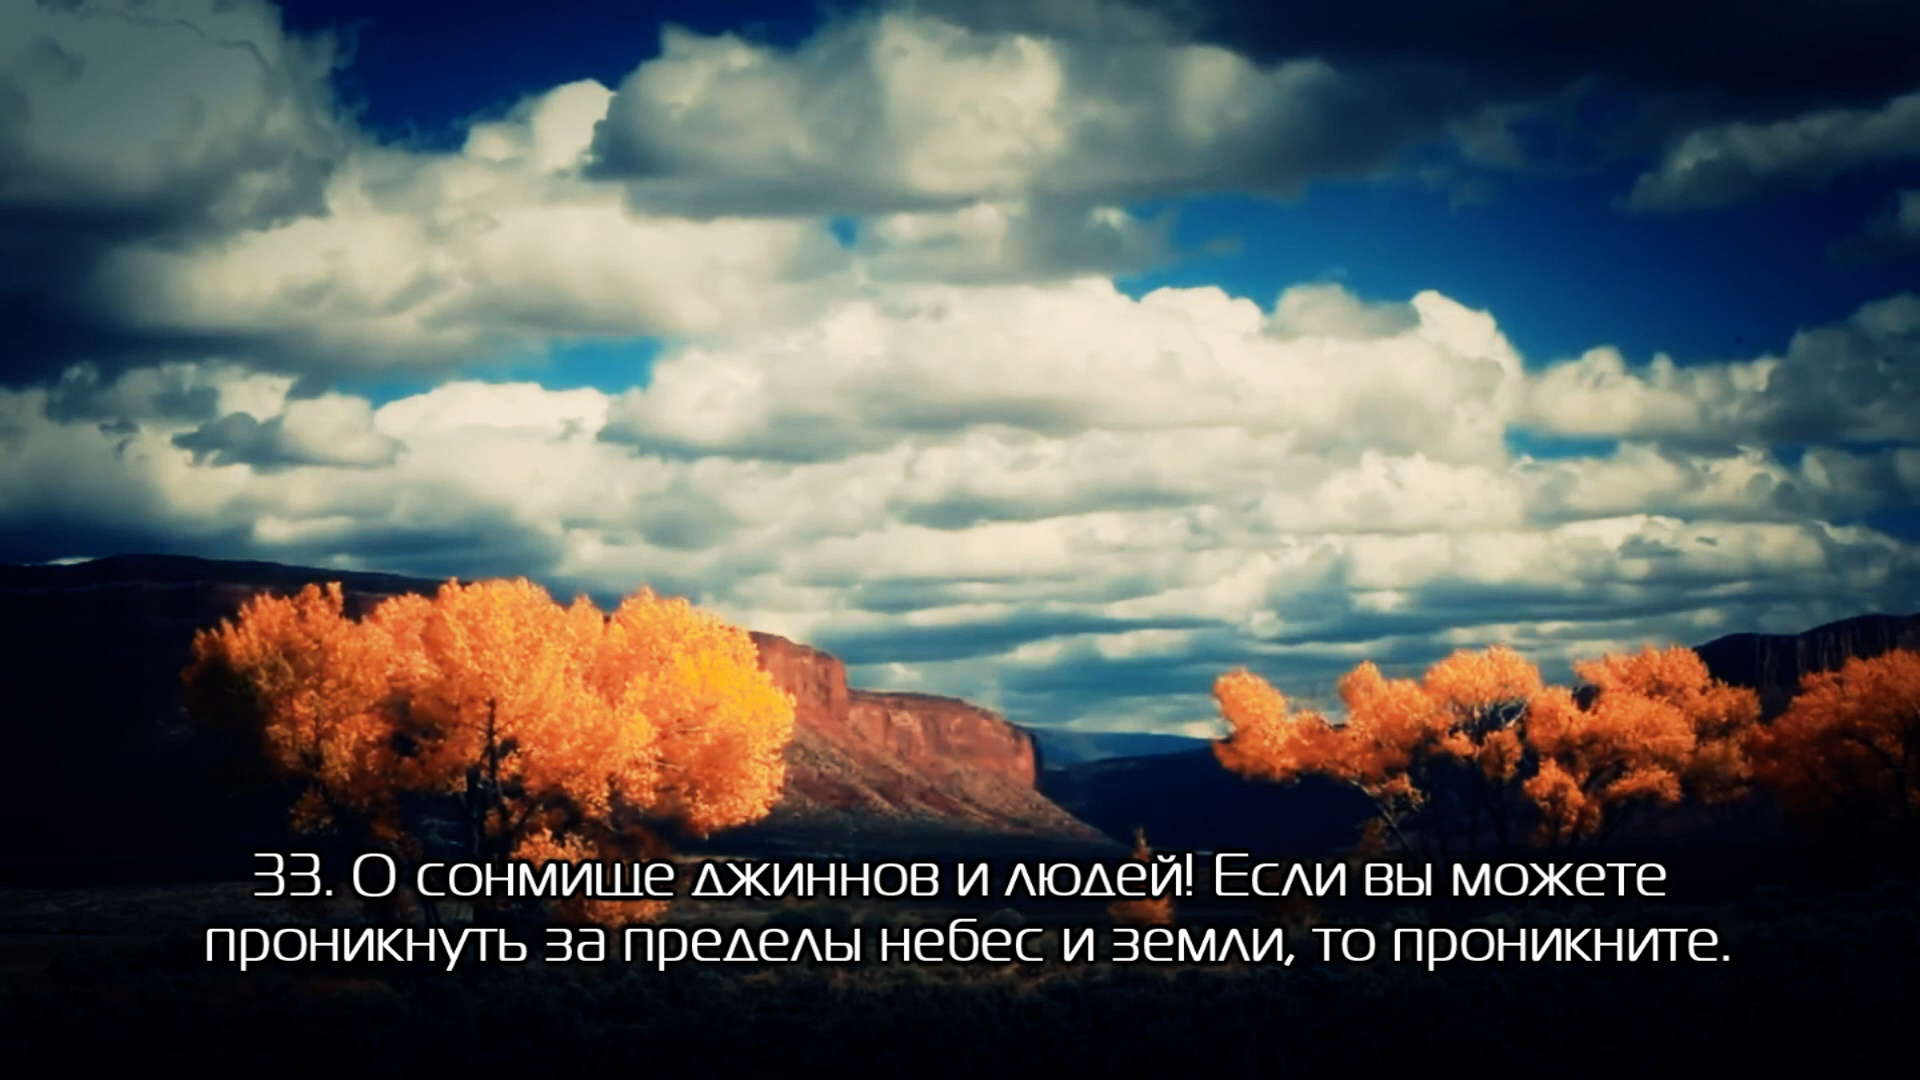 33. О сонмище джиннов и людей! Если вы можете
проникнуть за пределы небес и земли, то проникните.